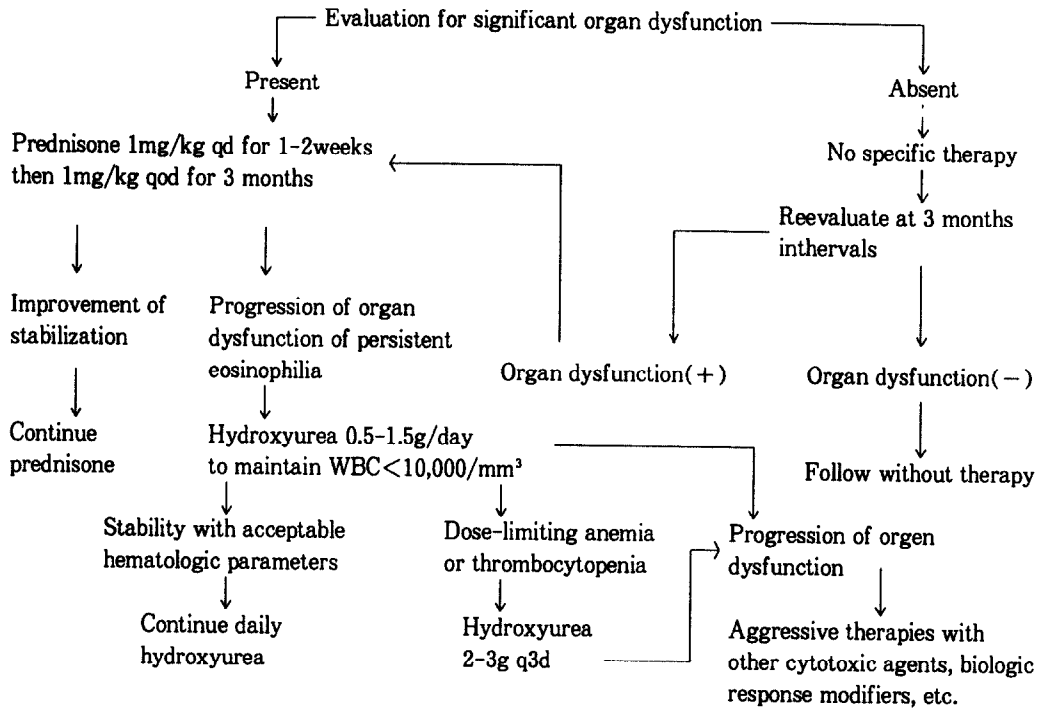 Evaluation for significant organ dysfunction
Present
Absent
Prednisone 1mg/kg qd for 1-2weeks
then 1mg/kg qod for 3 months
No specific therapy
Reevaluate at 3 months
inthervals
Improvement of
stabilization
Progression of organ
dysfunction of persistent
eosinophilia
Organ dysfunction(+)
Organ dysfunction(-)
Continue
prednisone
Hydroxyurea 0.5-1.5g/day
to maintain WBC<10,000/mm³
Follow without therapy
Stability with acceptable
hematologic parameters
Dose-limiting anemia
or thrombocytopenia
Progression of orgen
dysfunction
Continue daily
hydroxyurea
Hydroxyurea
2-3g q3d
Aggressive therapies with
other cytotoxic agents, biologic
response modifiers, etc.